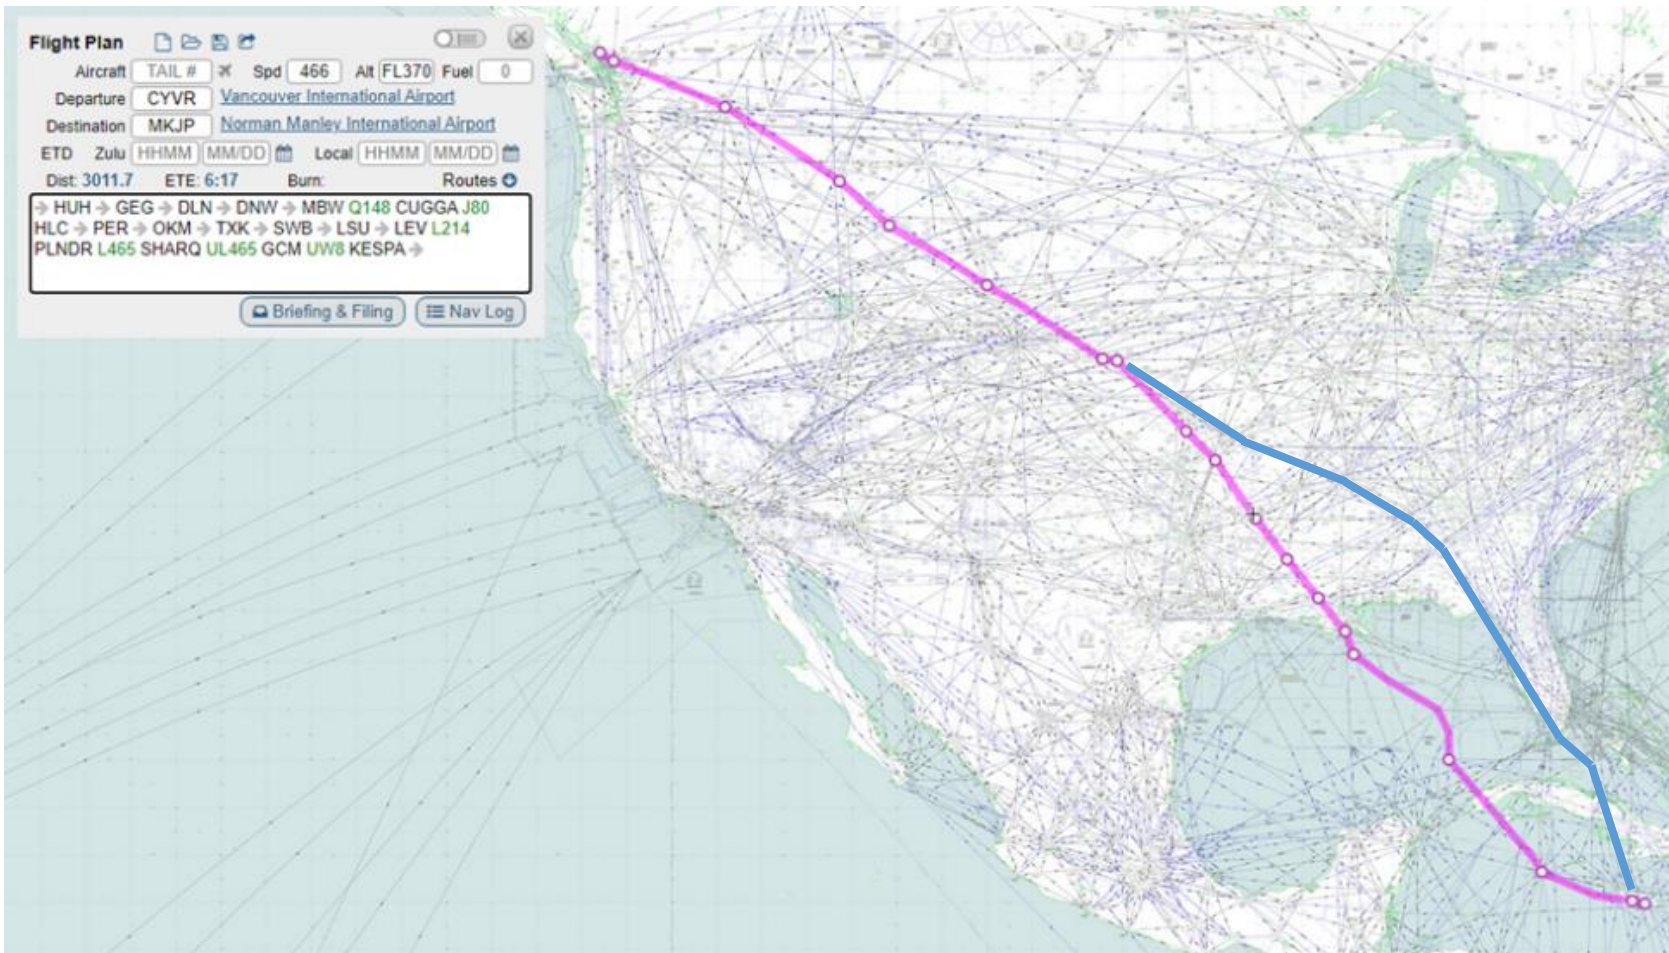 Flight Plan
Aircraft TAIL # Spd 466 Alt FL370 Fuel 0
Departure CYVR Vancouver International Airport
Destination MKJP Norman Manley International Airport
ETD Zulu HHMM MM/DD Local HHMM MM/DD
Dist: 3011.7 ETE: 6:17 Burn: Routes
→ HUH → GEG → DLN → DNW → MBW Q148 CUGGA J80
HLC → PER → OKM → TXK → SWB → LSU → LEV L214
PLNDR L465 SHARQ UL465 GCM UW8 KESPA →
Briefing & Filing Nav Log